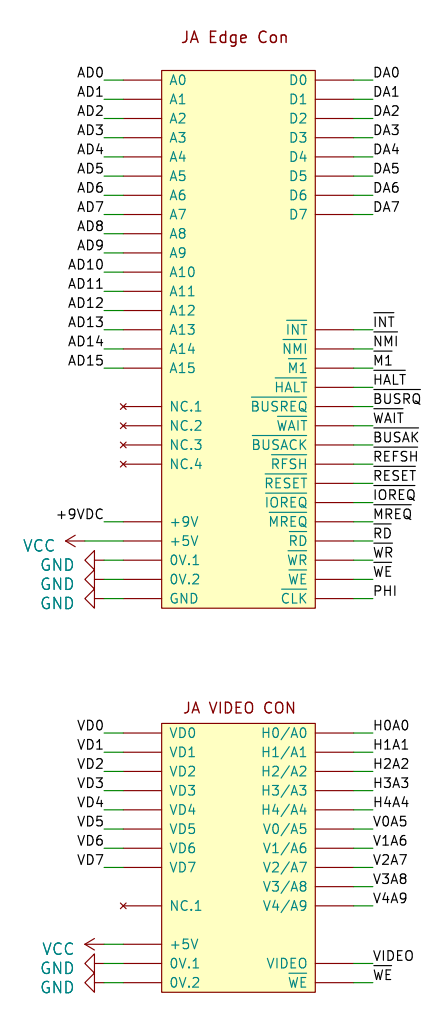 JA Edge Con
AD0 A0 D0 DA0
AD1 A1 D1 DA1
AD2 A2 D2 DA2
AD3 A3 D3 DA3
AD4 A4 D4 DA4
AD5 A5 D5 DA5
AD6 A6 D6 DA6
AD7 A7 D7 DA7
AD8 A8
AD9 A9
AD10 A10
AD11 A11
AD12 A12
AD13 A13 INT INT
AD14 A14 NMI NMI
AD15 A15 M1 M1
HALT HALT
NC.1 BUSREQ BUSRQ
NC.2 WAIT WAIT
NC.3 BUSACK BUSAK
NC.4 RFSH REFSH
RESET RESET
IOREQ IOREQ
+9VDC +9V MREQ MREQ
VCC +5V RD RD
GND 0V.1 WR WR
GND 0V.2 WE WE
GND GND CLK PHI
JA VIDEO CON
VD0 VD0 H0/A0 H0A0
VD1 VD1 H1/A1 H1A1
VD2 VD2 H2/A2 H2A2
VD3 VD3 H3/A3 H3A3
VD4 VD4 H4/A4 H4A4
VD5 VD5 V0/A5 V0A5
VD6 VD6 V1/A6 V1A6
VD7 VD7 V2/A7 V2A7
V3/A8 V3A8
NC.1 V4/A9 V4A9
VCC +5V
GND 0V.1 VIDEO VIDEO
GND 0V.2 WE WE